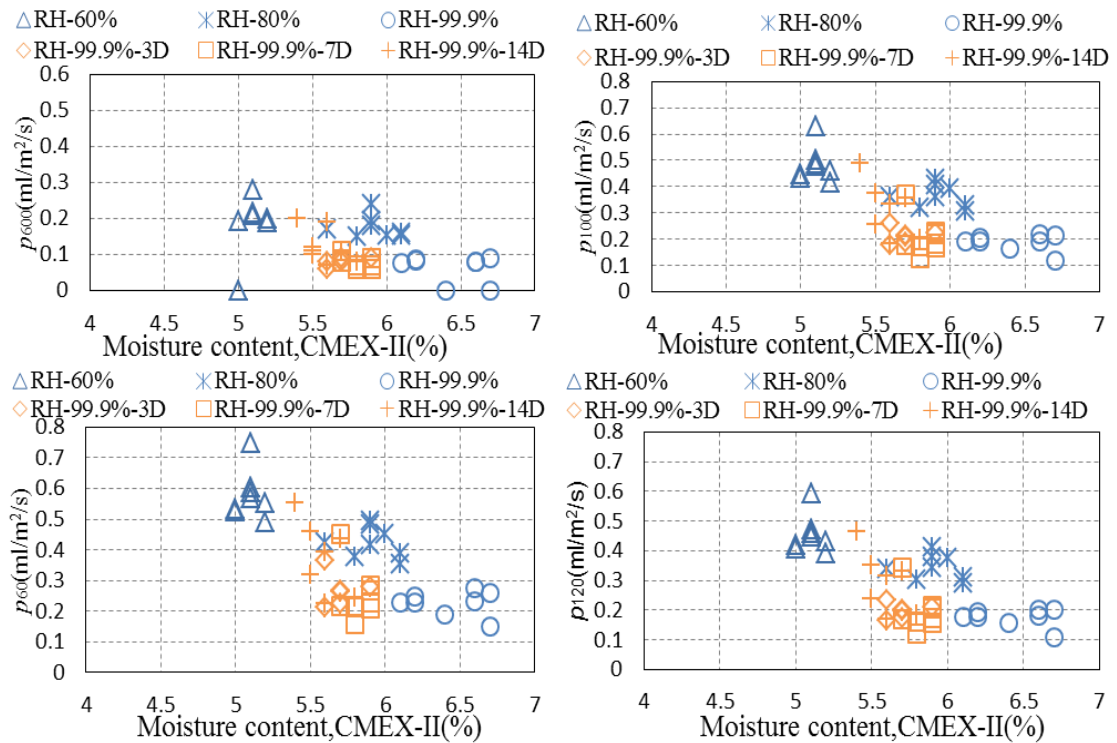 RH-60% RH-80% RH-99.9%
RH-99.9%-3D RH-99.9%-7D RH-99.9%-14D
0.6
0.5
0.4
0.3
0.2
0.1
0
p600(ml/m²/s)
4 4.5 5 5.5 6 6.5 7
Moisture content,CMEX-II(%)
RH-60% RH-80% RH-99.9%
RH-99.9%-3D RH-99.9%-7D RH-99.9%-14D
0.8
0.7
0.6
0.5
0.4
0.3
0.2
0.1
0
p100(ml/m²/s)
4 4.5 5 5.5 6 6.5 7
Moisture content,CMEX-II(%)
RH-60% RH-80% RH-99.9%
RH-99.9%-3D RH-99.9%-7D RH-99.9%-14D
0.8
0.7
0.6
0.5
0.4
0.3
0.2
0.1
0
p60(ml/m²/s)
4 4.5 5 5.5 6 6.5 7
Moisture content,CMEX-II(%)
RH-60% RH-80% RH-99.9%
RH-99.9%-3D RH-99.9%-7D RH-99.9%-14D
0.8
0.7
0.6
0.5
0.4
0.3
0.2
0.1
0
p120(ml/m²/s)
4 4.5 5 5.5 6 6.5 7
Moisture content,CMEX-II(%)